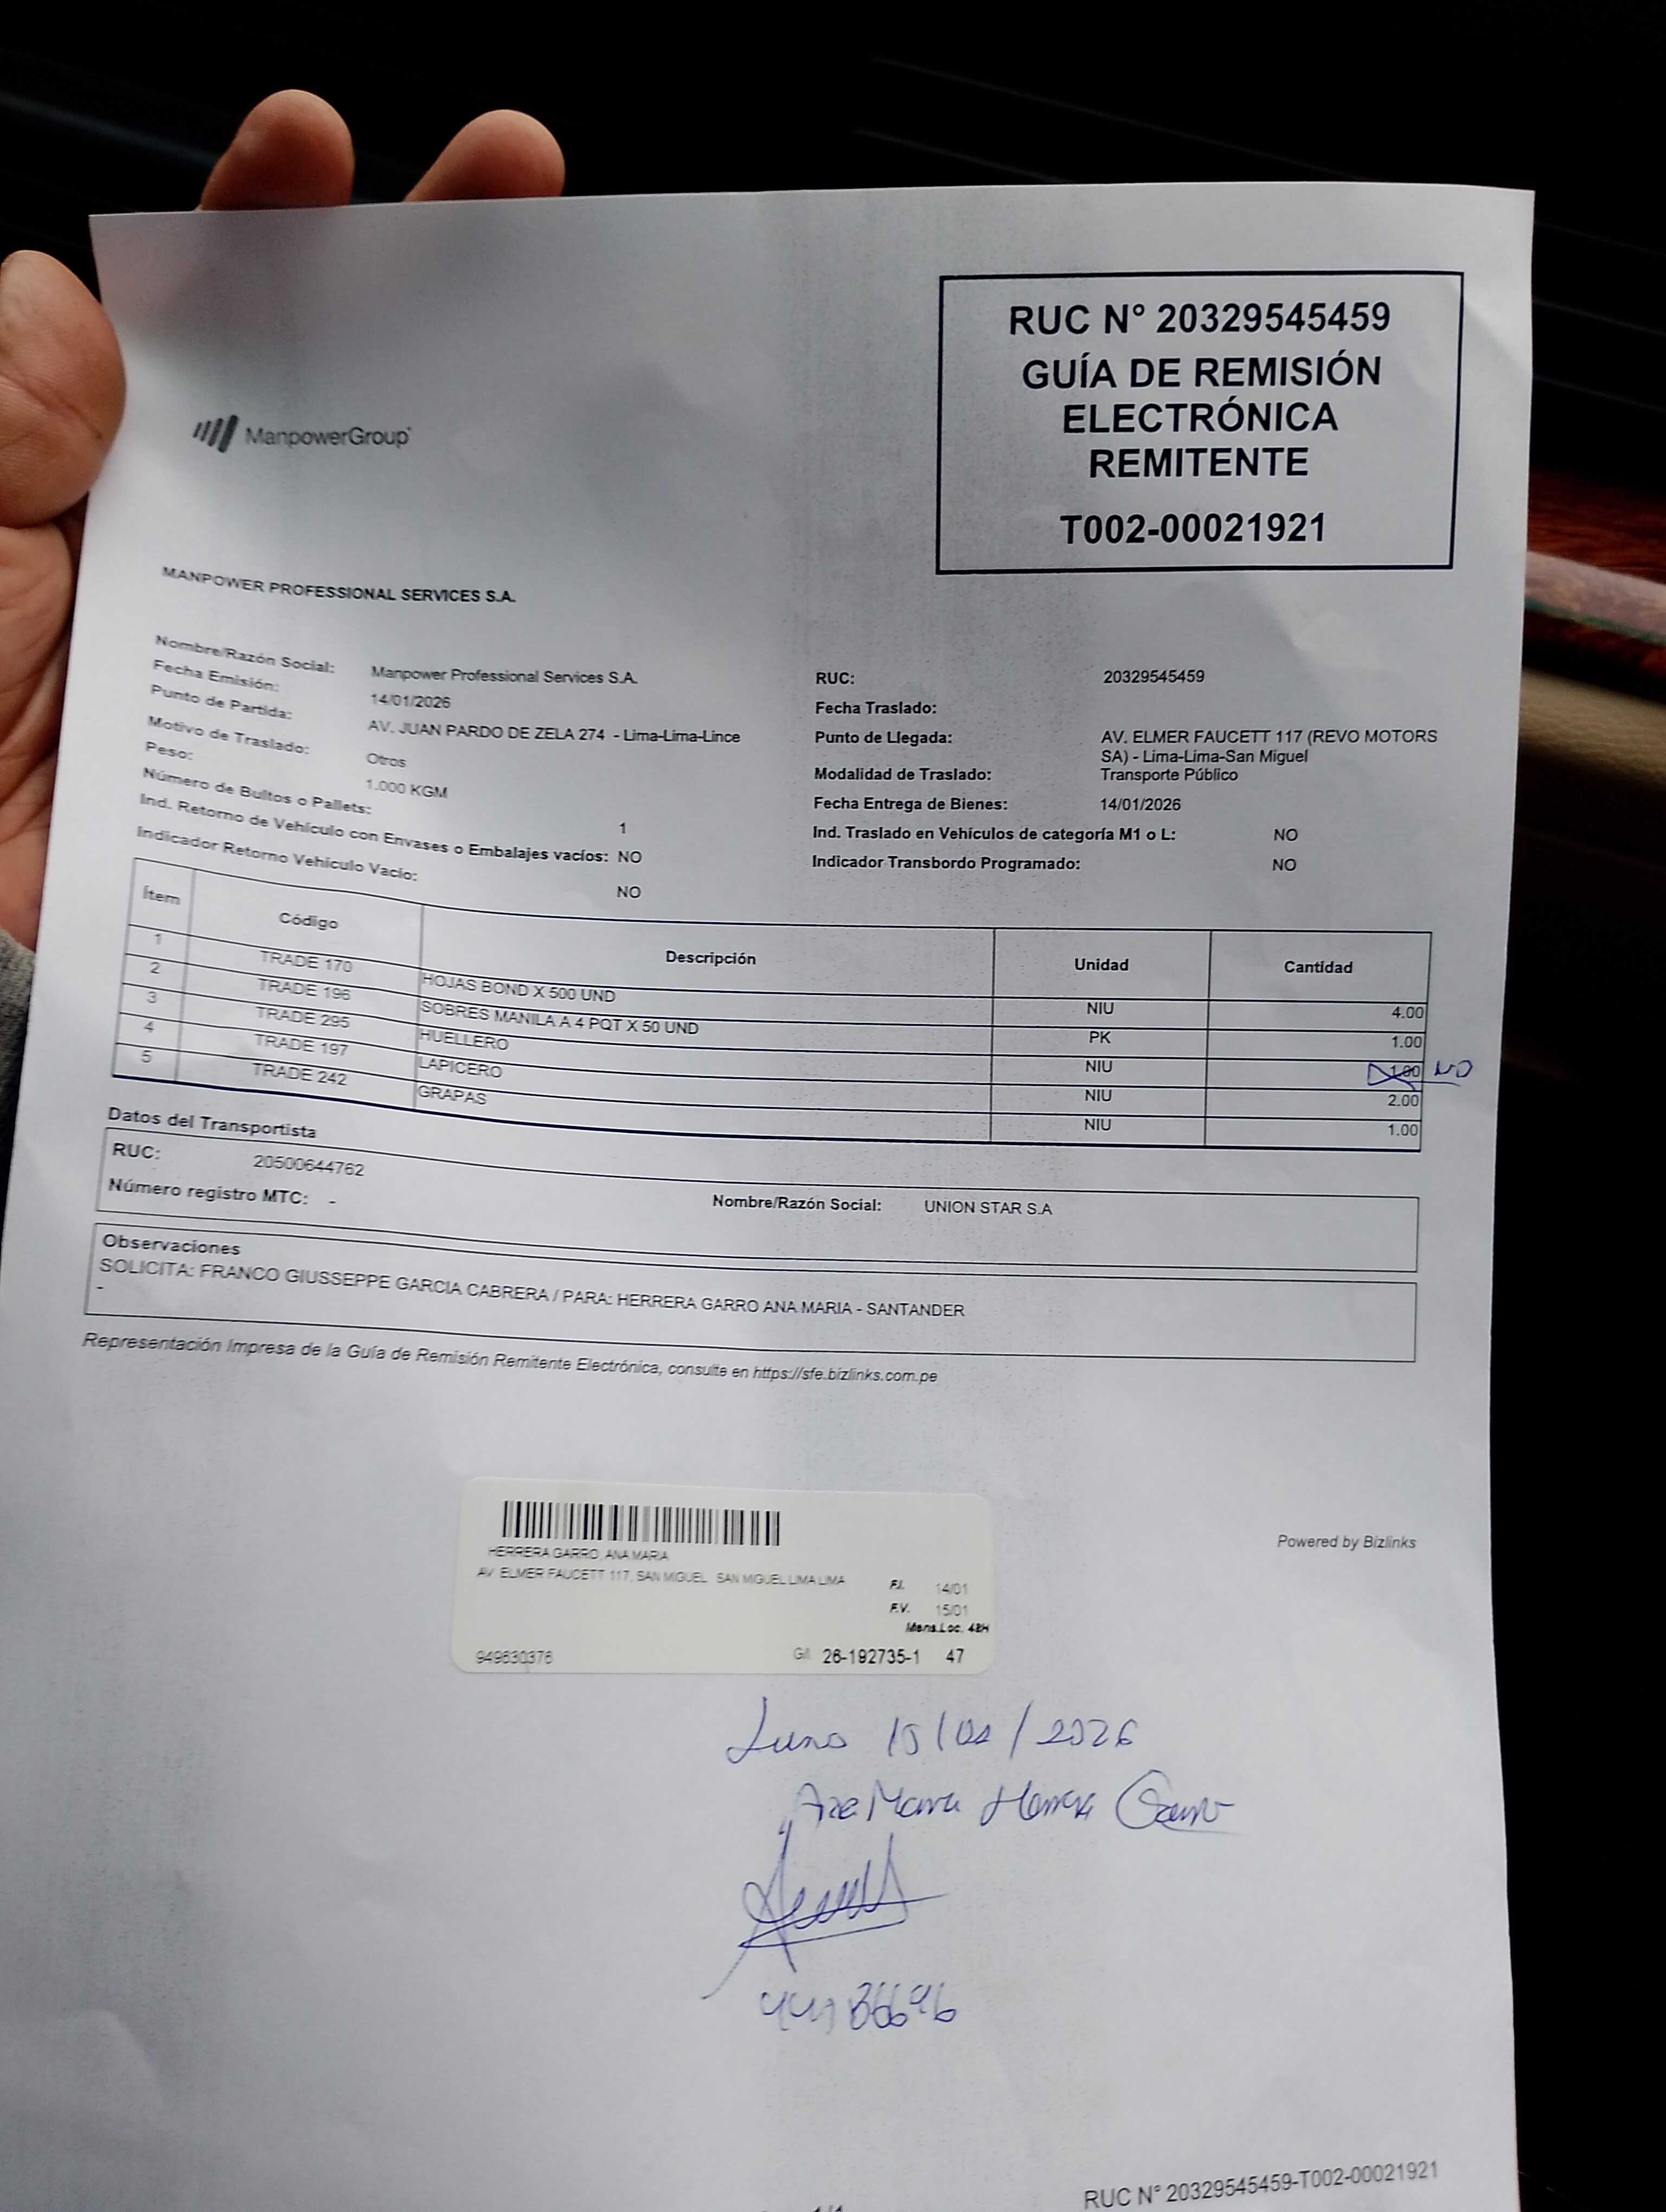 RUC N° 20329545459
GUÍA DE REMISIÓN
ELECTRÓNICA
REMITENTE
T002-00021921
ManpowerGroup
MANPOWER PROFESSIONAL SERVICES S.A.
Nombre/Razón Social: Manpower Professional Services S.A.
Fecha Emisión: 14/01/2026
Punto de Partida: AV. JUAN PARDO DE ZELA 274 - Lima-Lima-Lince
Motivo de Traslado: Otros
Peso: 1.000 KGM
Número de Bultos o Pallets: 1
Ind. Retorno de Vehículo con Envases o Embalajes vacíos: NO
Indicador Retorno Vehículo Vacío: NO
RUC: 20329545459
Fecha Traslado:
Punto de Llegada: AV. ELMER FAUCETT 117 (REVO MOTORS
SA) - Lima-Lima-San Miguel
Modalidad de Traslado: Transporte Público
Fecha Entrega de Bienes: 14/01/2026
Ind. Traslado en Vehículos de categoría M1 o L: NO
Indicador Transbordo Programado: NO
Ítem Código Descripción Unidad Cantidad
1 TRADE 170 HOJAS BOND X 500 UND NIU 4.00
2 TRADE 196 SOBRES MANILA A 4 PQT X 50 UND PK 1.00
3 TRADE 295 HUELLERO NIU 1.00 NO
4 TRADE 197 LAPICERO NIU 2.00
5 TRADE 242 GRAPAS NIU 1.00
Datos del Transportista
RUC: 20500644762 Nombre/Razón Social: UNION STAR S.A
Número registro MTC: -
Observaciones
SOLICITA: FRANCO GIUSSEPPE GARCIA CABRERA / PARA: HERRERA GARRO ANA MARIA - SANTANDER
-
Representación Impresa de la Guía de Remisión Remitente Electrónica, consulte en https://sfe.bizlinks.com.pe
Powered by Bizlinks
HERRERA GARRO, ANA MARIA
AV. ELMER FAUCETT 117, SAN MIGUEL SAN MIGUEL LIMA LIMA
F.I. 14/01
F.V. 15/01
Mens.Loc. 48H
949630376 G/I 26-192735-1 47
15/01/2026
Ana Maria Herrera Garro
RUC N° 20329545459-T002-00021921